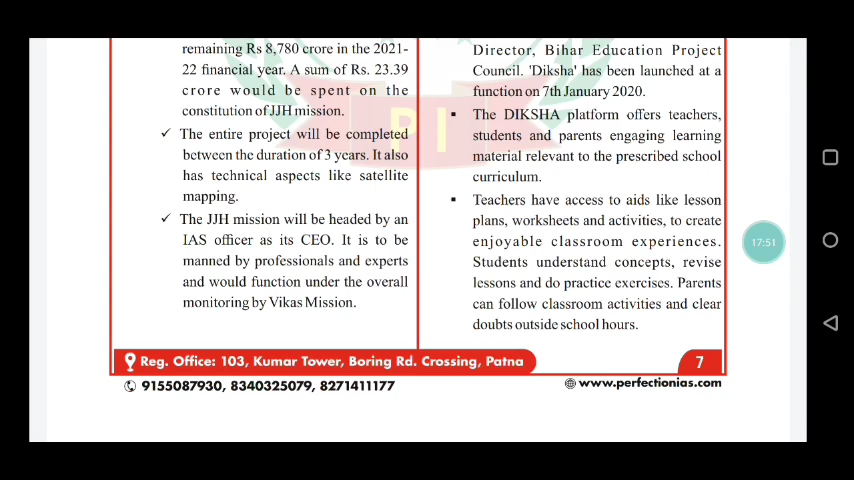 remaining Rs 8,780 crore in the 2021-
22 financial year. A sum of Rs. 23.39
crore would be spent on the
constitution of JJH mission.
✓ The entire project will be completed
between the duration of 3 years. It also
has technical aspects like satellite
mapping.
✓ The JJH mission will be headed by an
IAS officer as its CEO. It is to be
manned by professionals and experts
and would function under the overall
monitoring by Vikas Mission.
Director, Bihar Education Project
Council. 'Diksha' has been launched at a
function on 7th January 2020.
▪ The DIKSHA platform offers teachers,
students and parents engaging learning
material relevant to the prescribed school
curriculum.
▪ Teachers have access to aids like lesson
plans, worksheets and activities, to create
enjoyable classroom experiences.
Students understand concepts, revise
lessons and do practice exercises. Parents
can follow classroom activities and clear
doubts outside school hours.
PI
17:51
Reg. Office: 103, Kumar Tower, Boring Rd. Crossing, Patna
7
9155087930, 8340325079, 8271411177
www.perfectionias.com